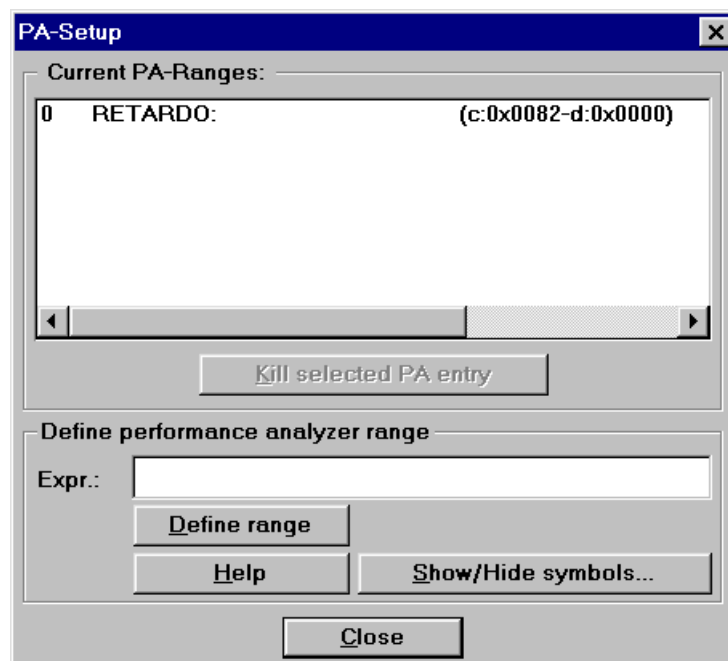 PA-Setup
Current PA-Ranges:
0 RETARDO: (c:0x0082-d:0x0000)
Kill selected PA entry
Define performance analyzer range
Expr.:
Define range
Help Show/Hide symbols...
Close